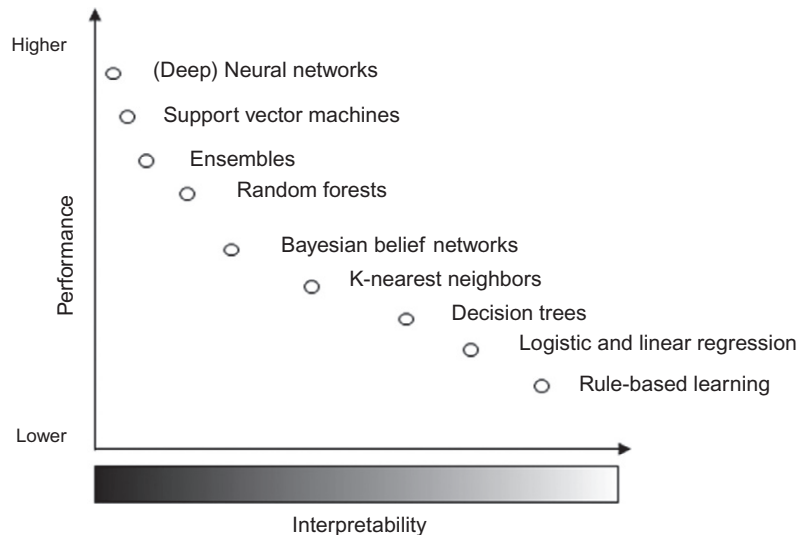 Higher
(Deep) Neural networks
Support vector machines
Ensembles
Random forests
Bayesian belief networks
K-nearest neighbors
Decision trees
Logistic and linear regression
Rule-based learning
Performance
Lower
Interpretability